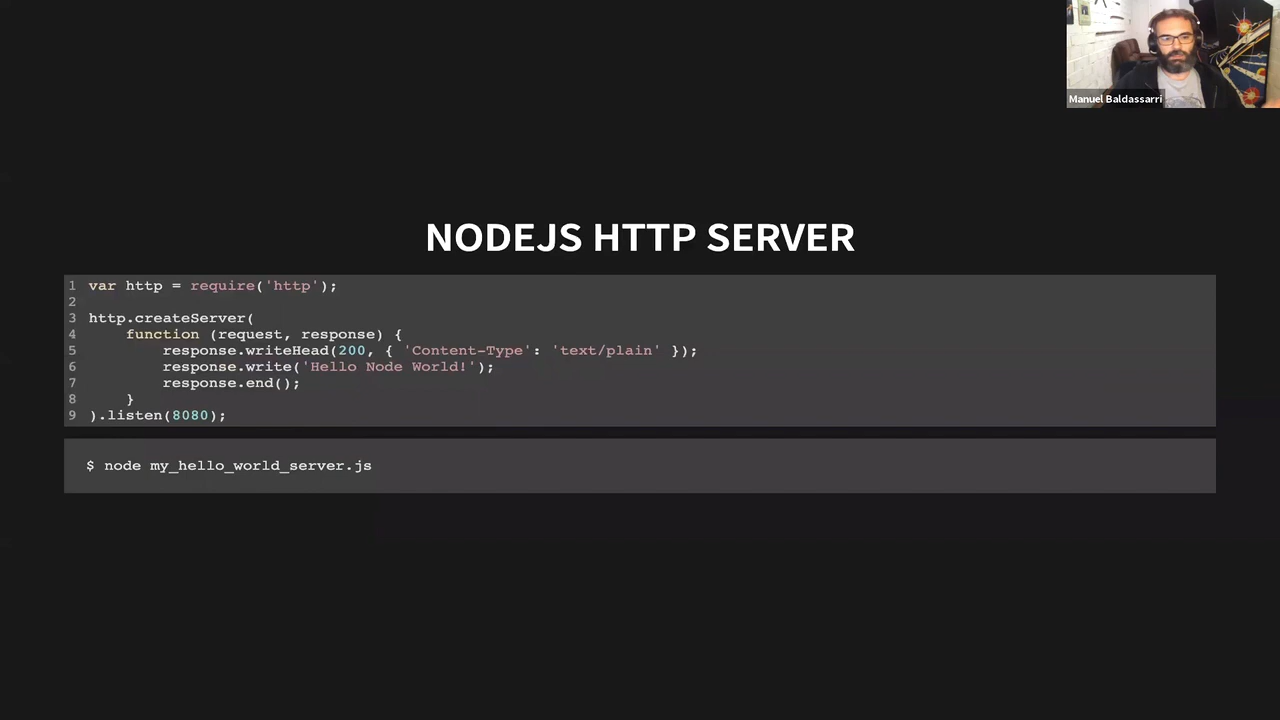 Manuel Baldassarri
NODEJS HTTP SERVER
1 var http = require('http');
2
3 http.createServer(
4     function (request, response) {
5         response.writeHead(200, { 'Content-Type': 'text/plain' });
6         response.write('Hello Node World!');
7         response.end();
8     }
9 ).listen(8080);
$ node my_hello_world_server.js